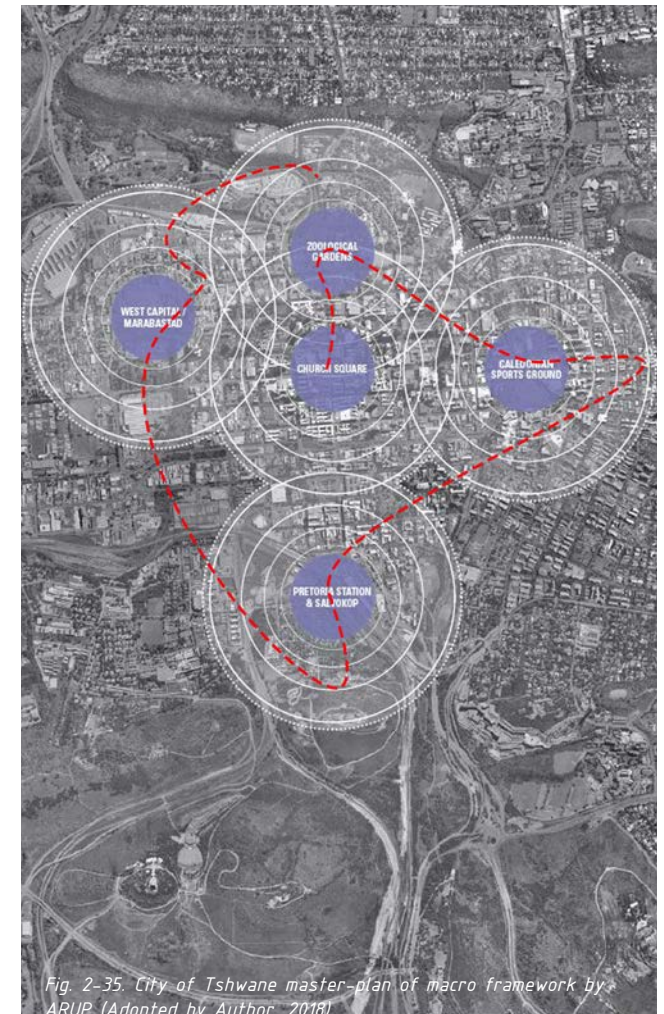 ZOOLOGICAL
GARDENS
WEST CAPITAL /
MARABASTAD
CHURCH SQUARE
CALEDONIAN
SPORTS GROUND
PRETORIA STATION
& SALVOKOP
Fig. 2-35. City of Tshwane master-plan of macro framework by
ARUP (Adopted by Author, 2018)